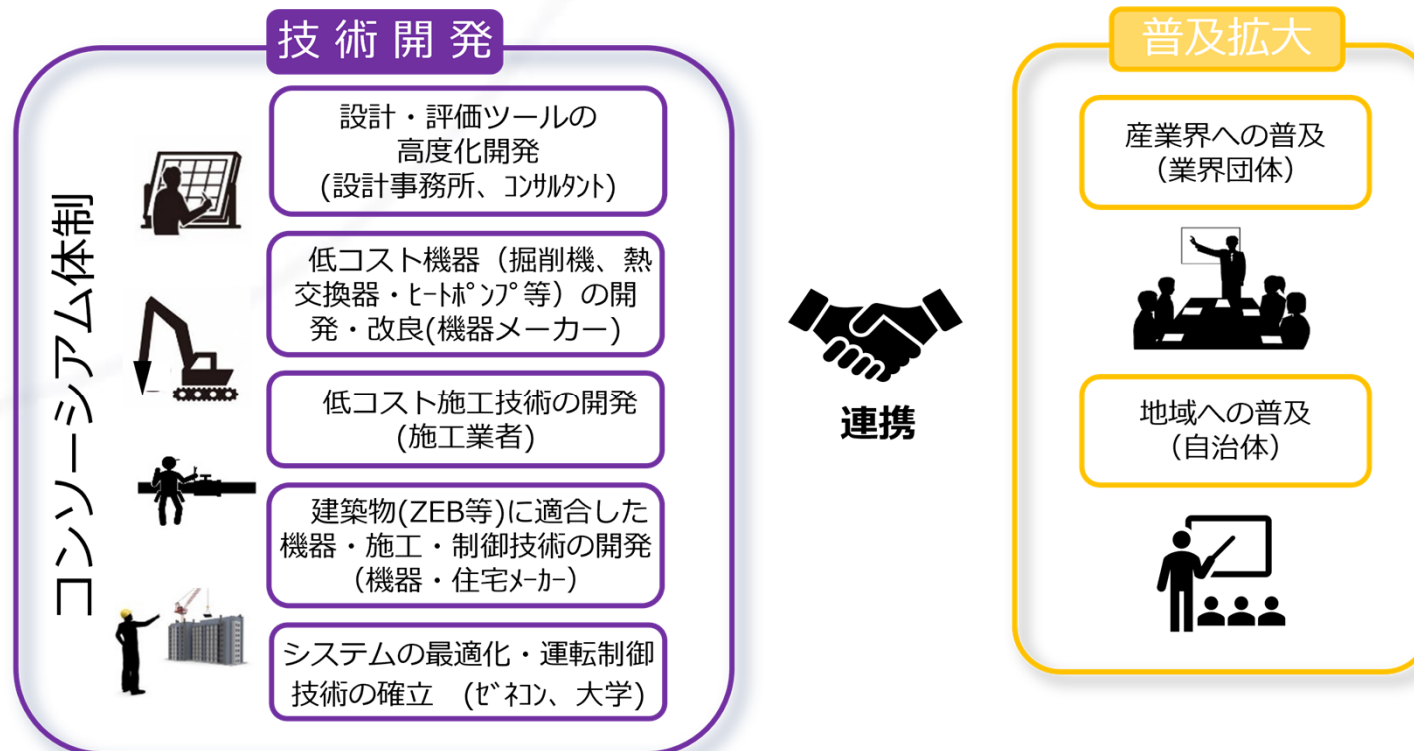 技術開発
コンソーシアム体制
設計・評価ツールの
高度化開発
(設計事務所、ｺﾝｻﾙﾀﾝﾄ)
低コスト機器（掘削機、熱
交換器・ﾋｰﾄﾎﾟﾝﾌﾟ等）の開
発・改良(機器メーカー)
低コスト施工技術の開発
(施工業者)
建築物(ZEB等)に適合した
機器・施工・制御技術の開発
（機器・住宅ﾒｰｶｰ）
システムの最適化・運転制御
技術の確立　(ｾﾞﾈｺﾝ、大学)
連携
普及拡大
産業界への普及
（業界団体）
地域への普及
（自治体）